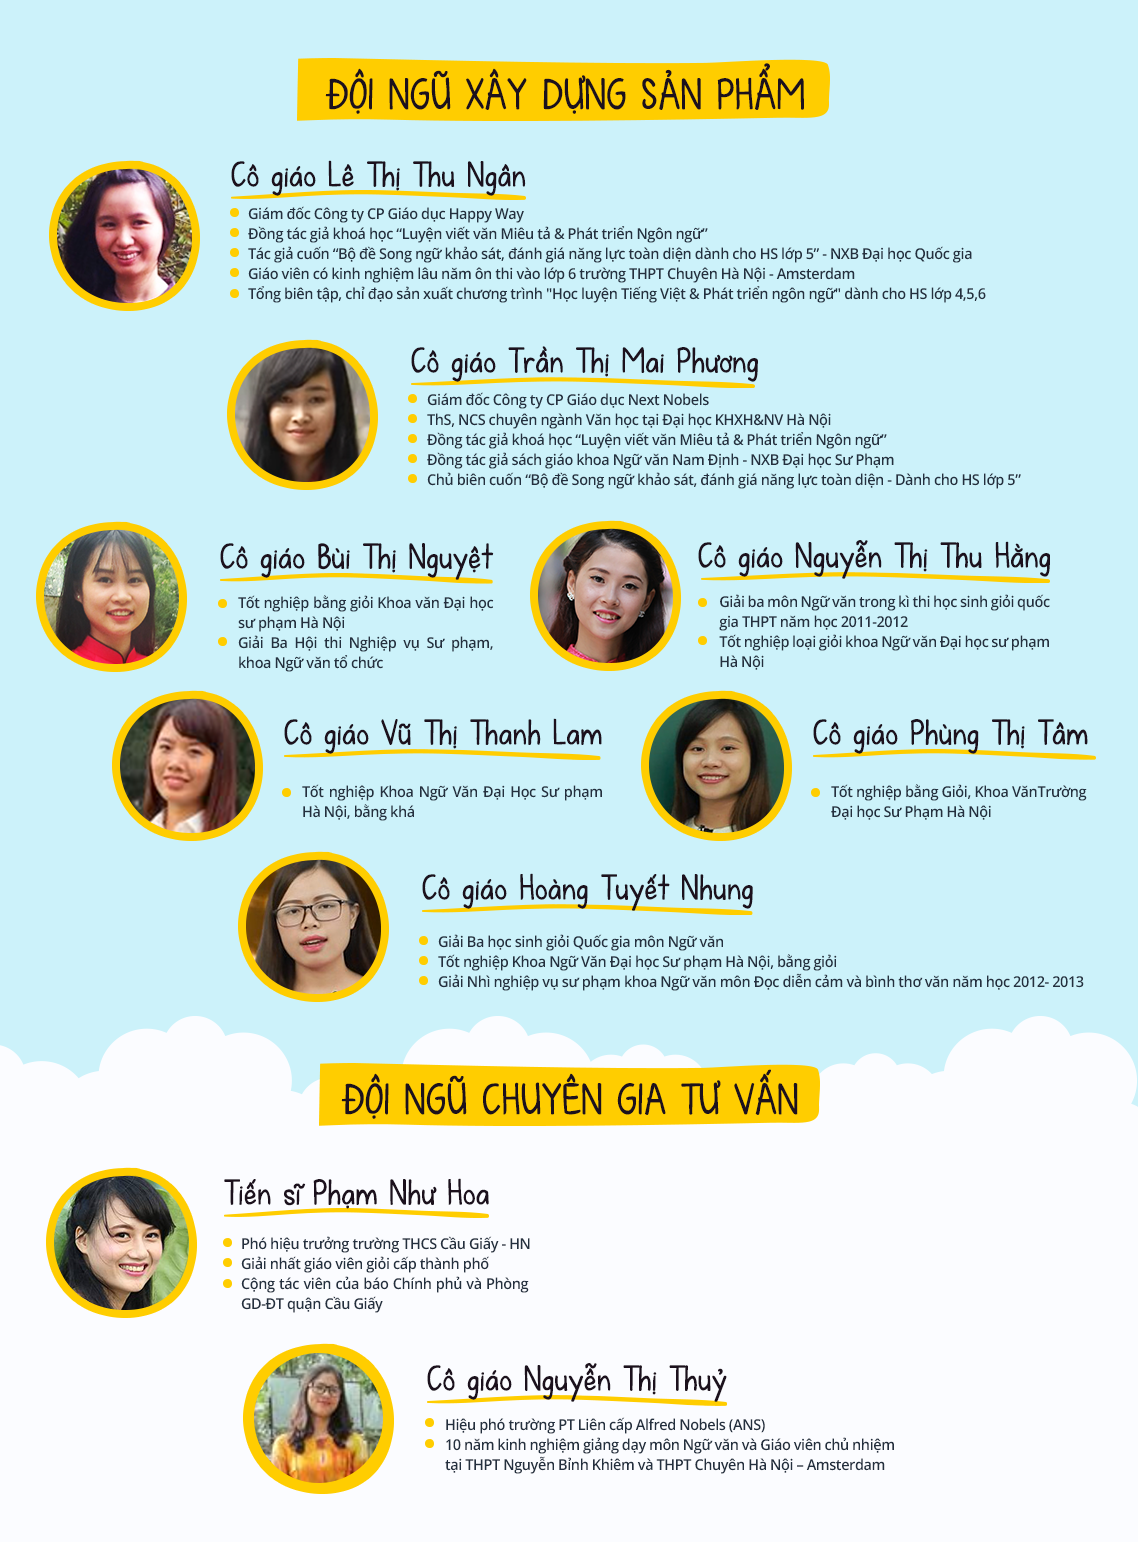 ĐỘI NGŨ XÂY DỰNG SẢN PHẨM
Cô giáo Lê Thị Thu Ngân
Giám đốc Công ty CP Giáo dục Happy Way
Đồng tác giả khoá học “Luyện viết văn Miêu tả & Phát triển Ngôn ngữ”
Tác giả cuốn “Bộ đề Song ngữ khảo sát, đánh giá năng lực toàn diện dành cho HS lớp 5” - NXB Đại học Quốc gia
Giáo viên có kinh nghiệm lâu năm ôn thi vào lớp 6 trường THPT Chuyên Hà Nội - Amsterdam
Tổng biên tập, chỉ đạo sản xuất chương trình "Học luyện Tiếng Việt & Phát triển ngôn ngữ" dành cho HS lớp 4,5,6
Cô giáo Trần Thị Mai Phương
Giám đốc Công ty CP Giáo dục Next Nobels
ThS, NCS chuyên ngành Văn học tại Đại học KHXH&NV Hà Nội
Đồng tác giả khoá học “Luyện viết văn Miêu tả & Phát triển Ngôn ngữ”
Đồng tác giả sách giáo khoa Ngữ văn Nam Định - NXB Đại học Sư Phạm
Chủ biên cuốn “Bộ đề Song ngữ khảo sát, đánh giá năng lực toàn diện - Dành cho HS lớp 5”
Cô giáo Bùi Thị Nguyệt
Tốt nghiệp bằng giỏi Khoa văn Đại học
sư phạm Hà Nội
Giải Ba Hội thi Nghiệp vụ Sư phạm,
khoa Ngữ văn tổ chức
Cô giáo Nguyễn Thị Thu Hằng
Giải ba môn Ngữ văn trong kì thi học sinh giỏi quốc
gia THPT năm học 2011-2012
Tốt nghiệp loại giỏi khoa Ngữ văn Đại học sư phạm
Hà Nội
Cô giáo Vũ Thị Thanh Lam
Tốt nghiệp Khoa Ngữ Văn Đại Học Sư phạm
Hà Nội, bằng khá
Cô giáo Phùng Thị Tâm
Tốt nghiệp bằng Giỏi, Khoa VănTrường
Đại học Sư Phạm Hà Nội
Cô giáo Hoàng Tuyết Nhung
Giải Ba học sinh giỏi Quốc gia môn Ngữ văn
Tốt nghiệp Khoa Ngữ Văn Đại học Sư phạm Hà Nội, bằng giỏi
Giải Nhì nghiệp vụ sư phạm khoa Ngữ văn môn Đọc diễn cảm và bình thơ văn năm học 2012- 2013
ĐỘI NGŨ CHUYÊN GIA TƯ VẤN
Tiến sĩ Phạm Như Hoa
Phó hiệu trưởng trường THCS Cầu Giấy - HN
Giải nhất giáo viên giỏi cấp thành phố
Cộng tác viên của báo Chính phủ và Phòng
GD-ĐT quận Cầu Giấy
Cô giáo Nguyễn Thị Thuỷ
Hiệu phó trường PT Liên cấp Alfred Nobels (ANS)
10 năm kinh nghiệm giảng dạy môn Ngữ văn và Giáo viên chủ nhiệm
tại THPT Nguyễn Bỉnh Khiêm và THPT Chuyên Hà Nội – Amsterdam